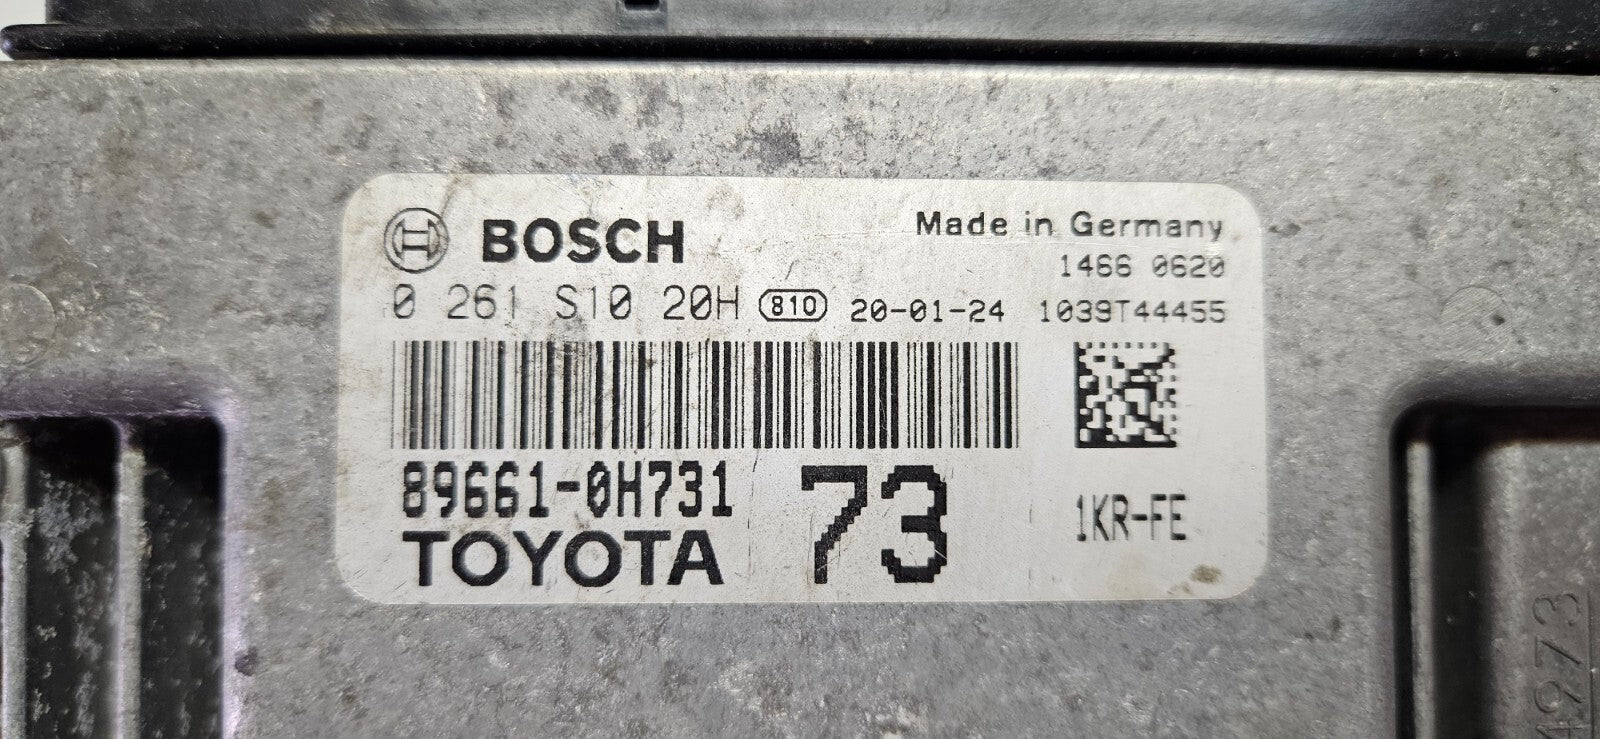 BOSCH
Made in Germany
1466 0620
0 261 S10 20H 810 20-01-24 1039T44455
89661-0H731
73
TOYOTA
1KR-FE
4973